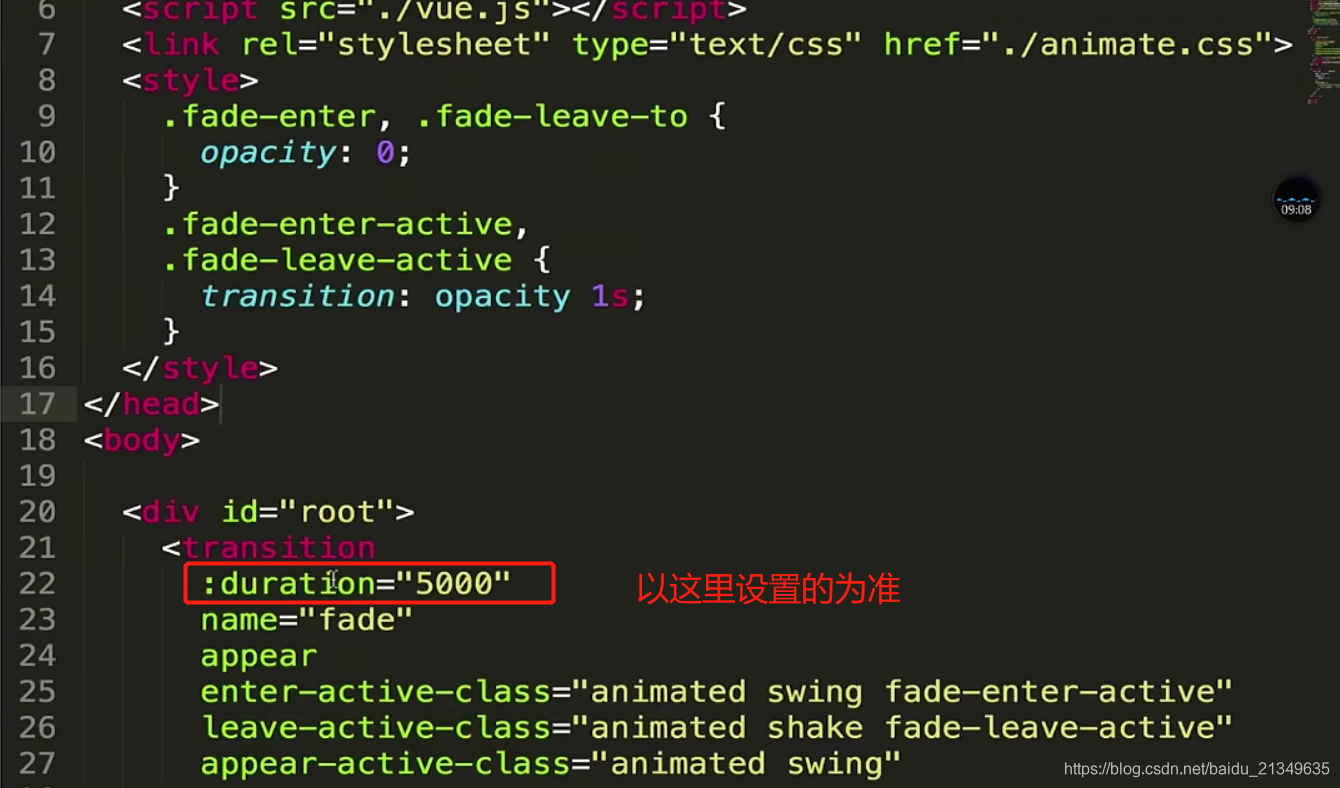 6 <script src="./vue.js"></script>
7 <link rel="stylesheet" type="text/css" href="./animate.css">
8 <style>
9 .fade-enter, .fade-leave-to {
10 opacity: 0;
11 }
12 .fade-enter-active,
13 .fade-leave-active {
14 transition: opacity 1s;
15 }
16 </style>
17 </head>
18 <body>
19
20 <div id="root">
21 <transition
22 :duration="5000" 以这里设置的为准
23 name="fade"
24 appear
25 enter-active-class="animated swing fade-enter-active"
26 leave-active-class="animated shake fade-leave-active"
27 appear-active-class="animated swing"
09:08
https://blog.csdn.net/baidu_21349635